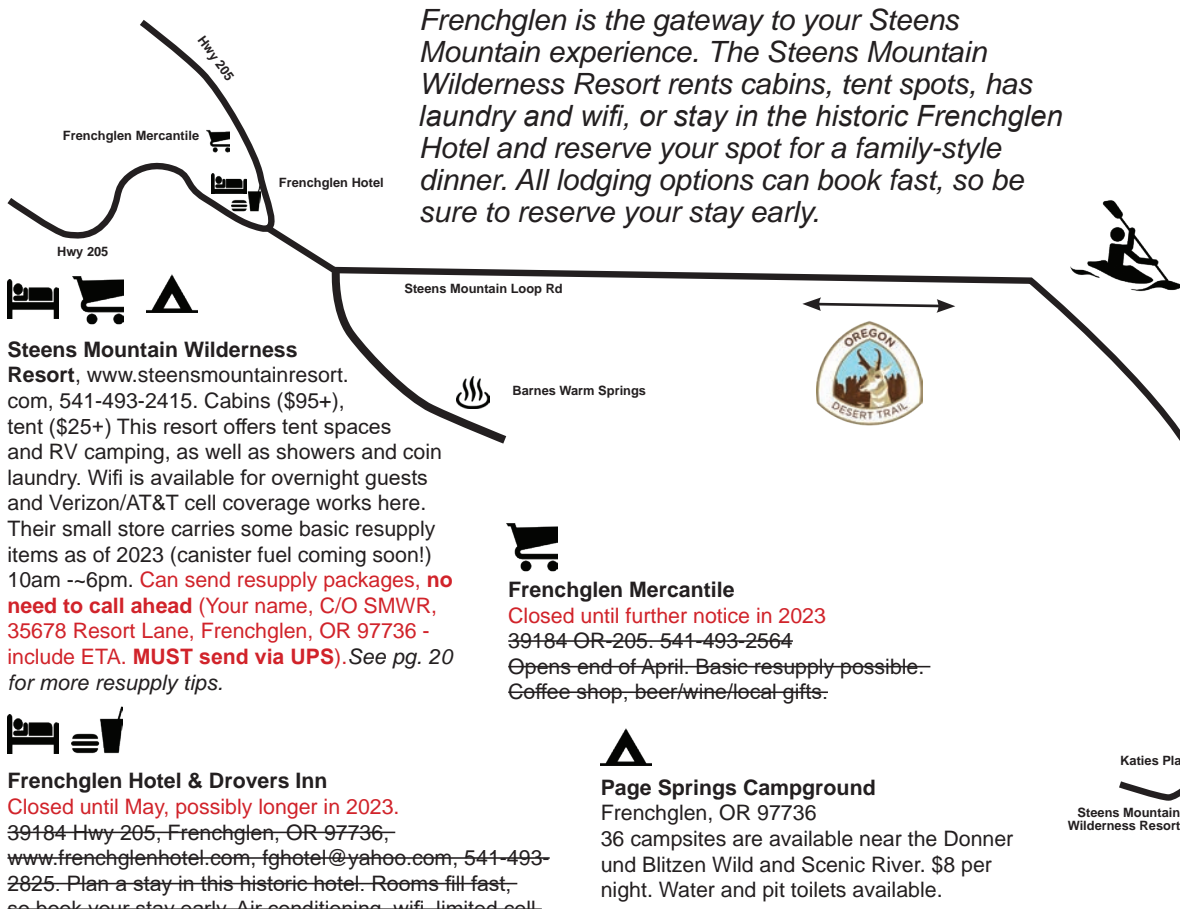 Frenchglen is the gateway to your Steens
Mountain experience. The Steens Mountain
Wilderness Resort rents cabins, tent spots, has
laundry and wifi, or stay in the historic Frenchglen
Hotel and reserve your spot for a family-style
dinner. All lodging options can book fast, so be
sure to reserve your stay early.
Hwy 205
Frenchglen Mercantile
Frenchglen Hotel
Hwy 205
Steens Mountain Loop Rd
OREGON
DESERT TRAIL
Barnes Warm Springs
Steens Mountain Wilderness
Resort, www.steensmountainresort.
com, 541-493-2415. Cabins ($95+),
tent ($25+) This resort offers tent spaces
and RV camping, as well as showers and coin
laundry. Wifi is available for overnight guests
and Verizon/AT&T cell coverage works here.
Their small store carries some basic resupply
items as of 2023 (canister fuel coming soon!)
10am -~6pm. Can send resupply packages, no
need to call ahead (Your name, C/O SMWR,
35678 Resort Lane, Frenchglen, OR 97736 -
include ETA. MUST send via UPS).See pg. 20
for more resupply tips.
Frenchglen Mercantile
Closed until further notice in 2023
39184 OR-205. 541-493-2564
Opens end of April. Basic resupply possible.
Coffee shop, beer/wine/local gifts.
Frenchglen Hotel & Drovers Inn
Closed until May, possibly longer in 2023.
39184 Hwy 205, Frenchglen, OR 97736,
www.frenchglenhotel.com, fghotel@yahoo.com, 541-493-
2825. Plan a stay in this historic hotel. Rooms fill fast,
so book your stay early. Air conditioning, wifi, limited cell
Page Springs Campground
Frenchglen, OR 97736
36 campsites are available near the Donner
und Blitzen Wild and Scenic River. $8 per
night. Water and pit toilets available.
Katies Pla
Steens Mountain
Wilderness Resort